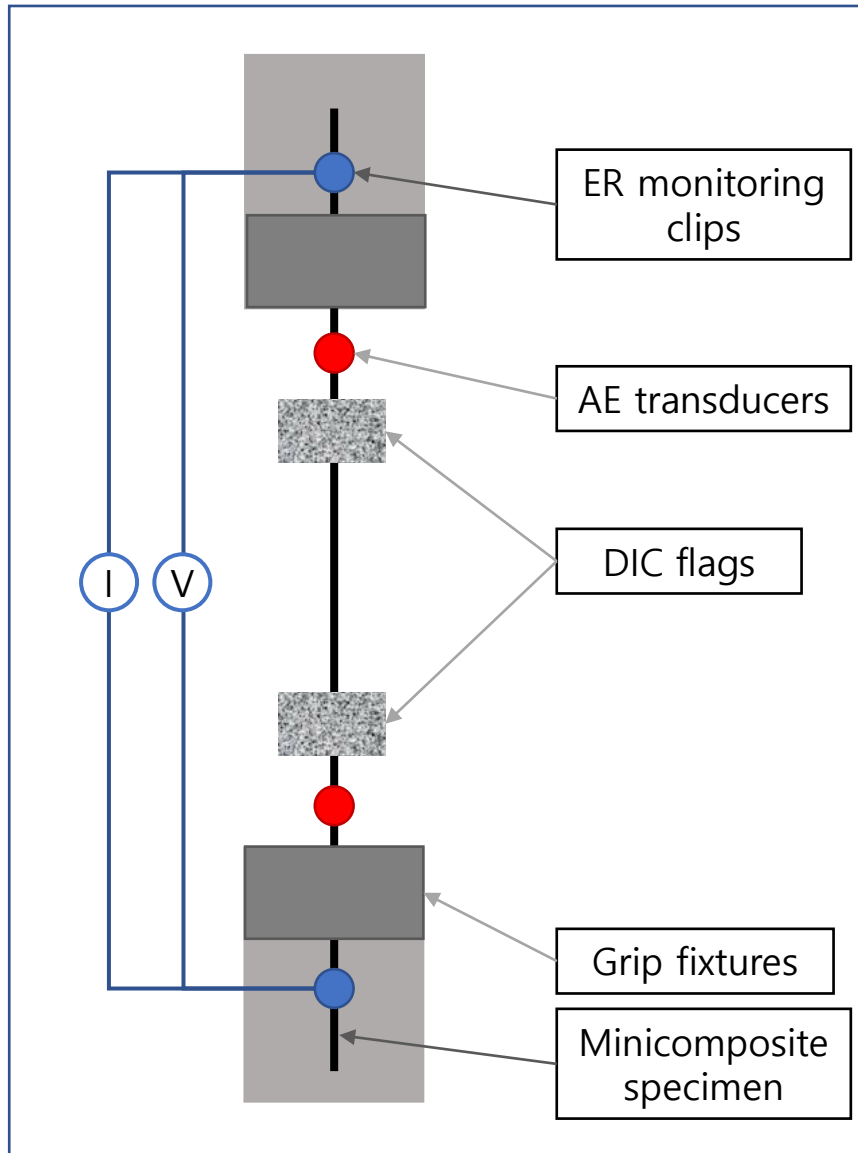 ER monitoring
clips
AE transducers
DIC flags
I
V
Grip fixtures
Minicomposite
specimen